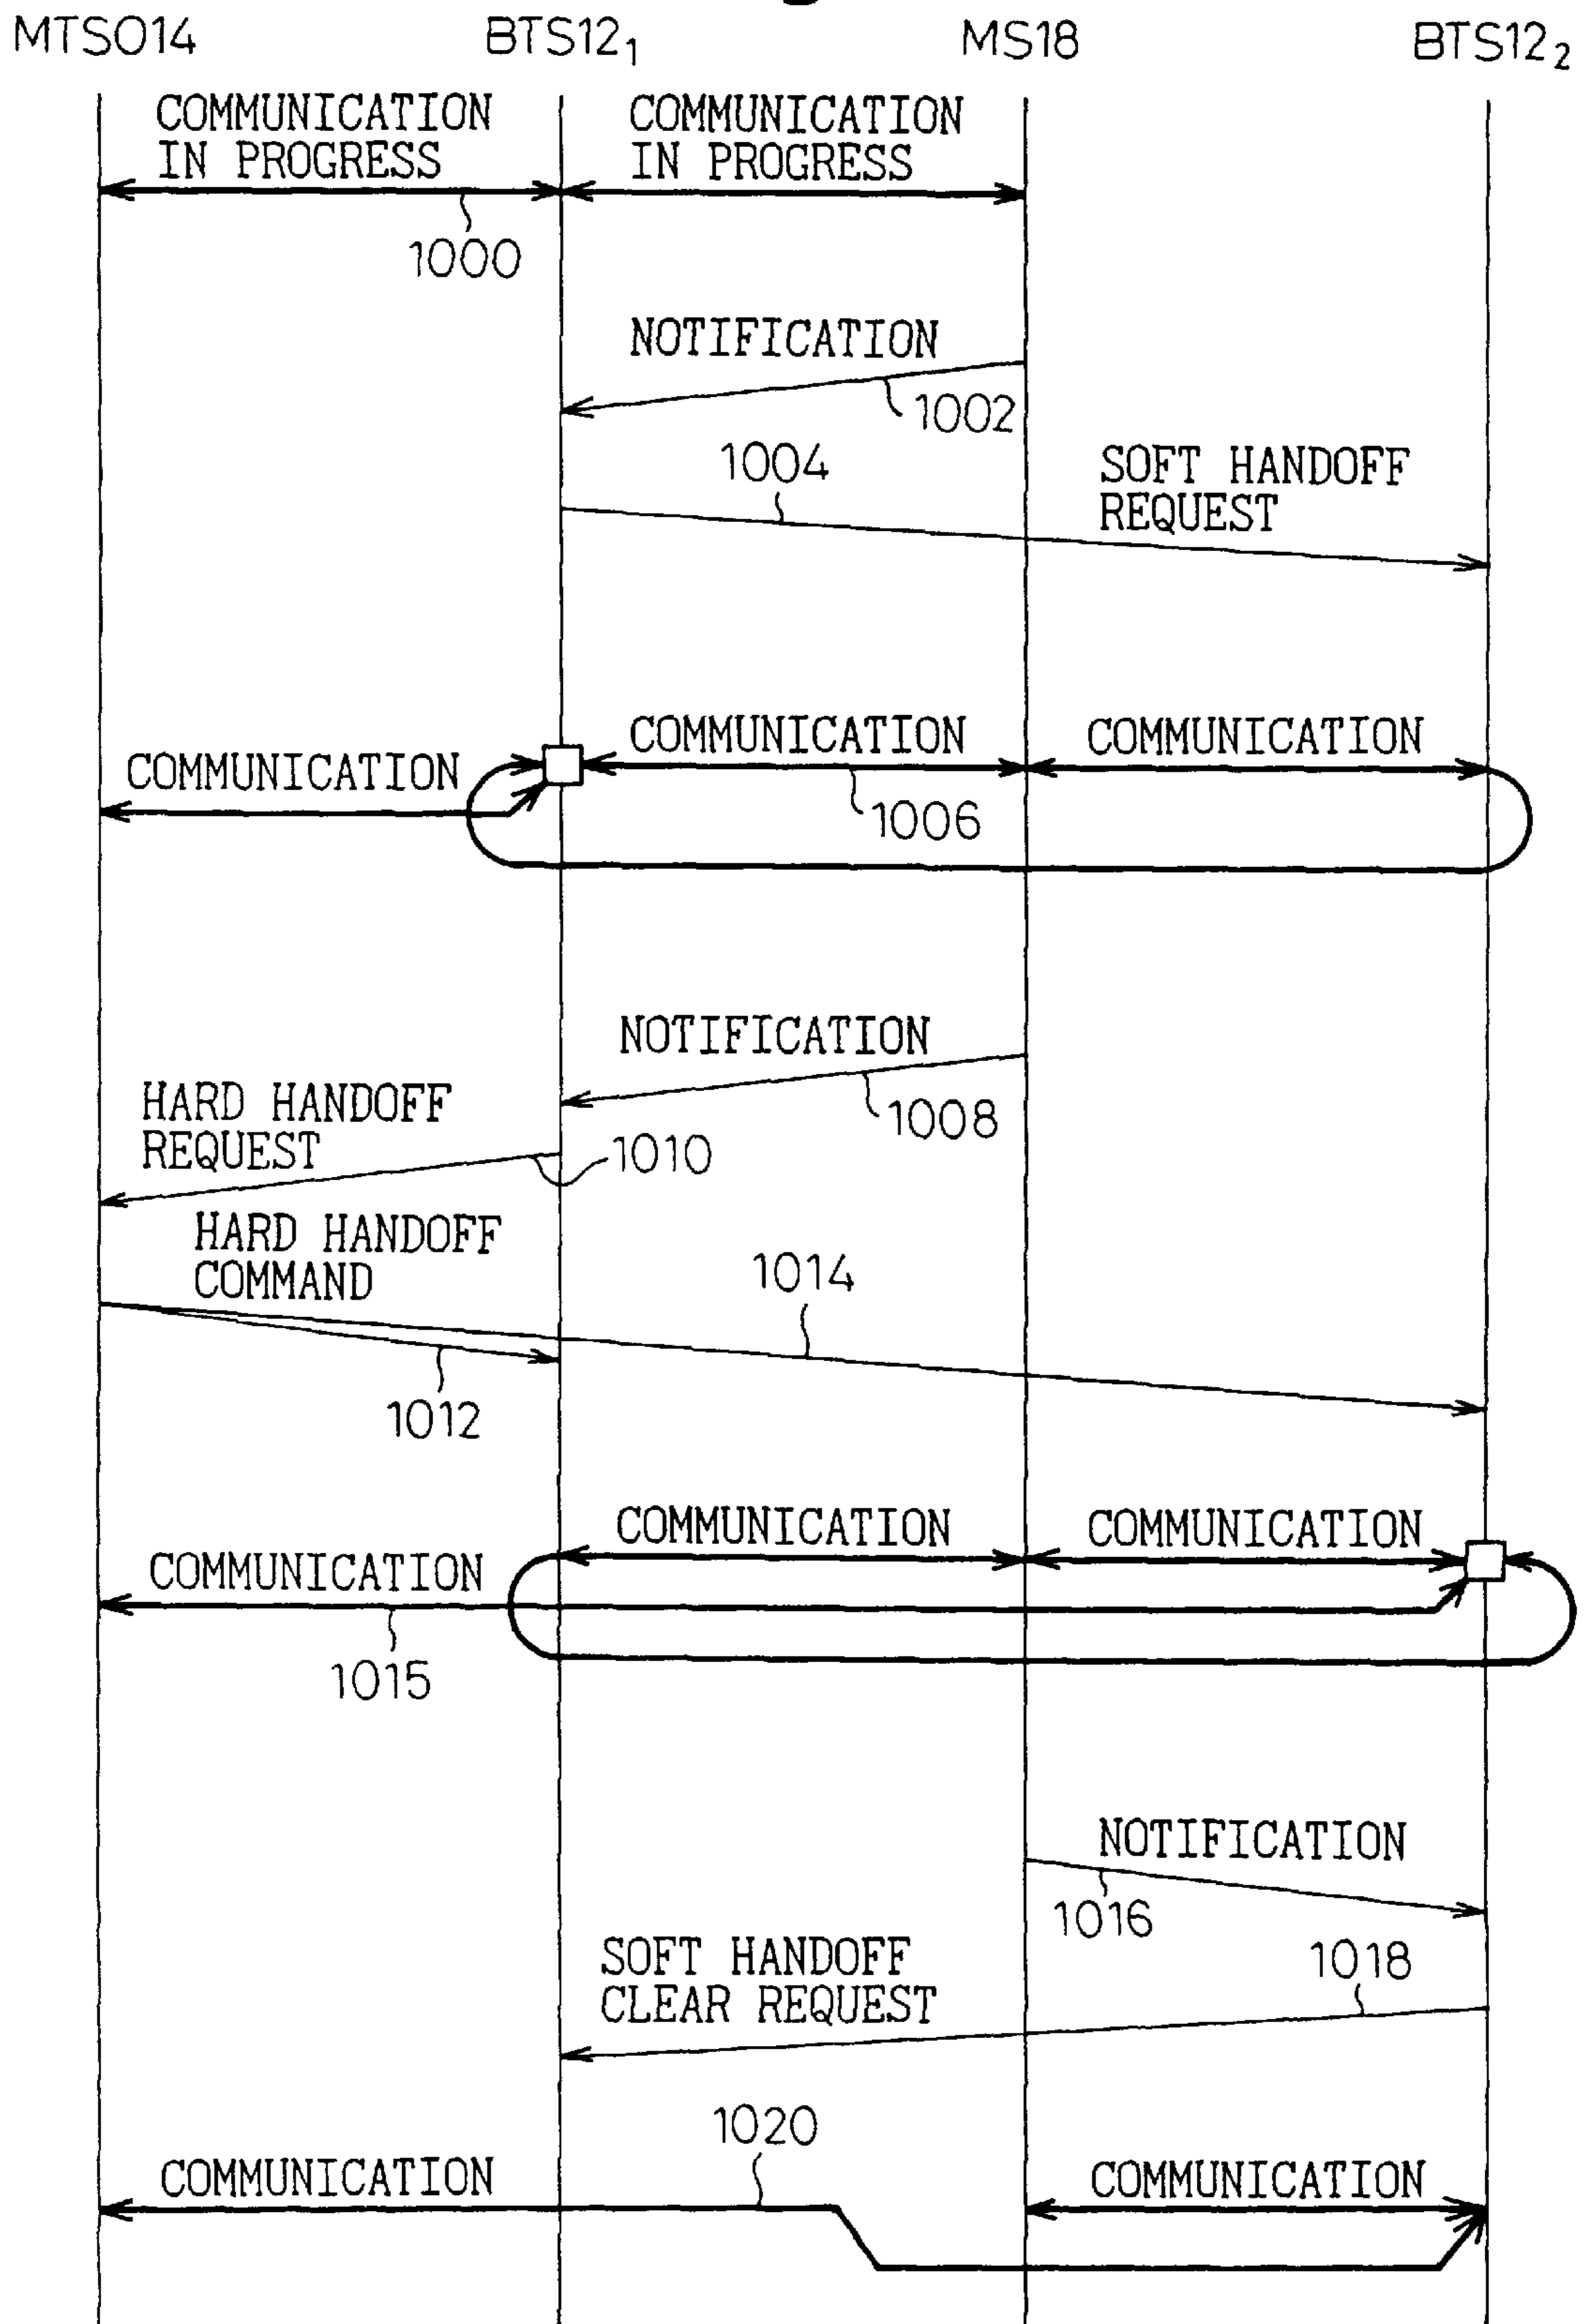 MTSO14 BTS12₁ MS18 BTS12₂
COMMUNICATION COMMUNICATION
IN PROGRESS IN PROGRESS
1000
NOTIFICATION
1002
1004
SOFT HANDOFF
REQUEST
COMMUNICATION COMMUNICATION
COMMUNICATION
1006
NOTIFICATION
1008
HARD HANDOFF
REQUEST
1010
HARD HANDOFF
COMMAND
1014
1012
COMMUNICATION COMMUNICATION
COMMUNICATION
1015
NOTIFICATION
1016
SOFT HANDOFF
CLEAR REQUEST
1018
1020
COMMUNICATION COMMUNICATION